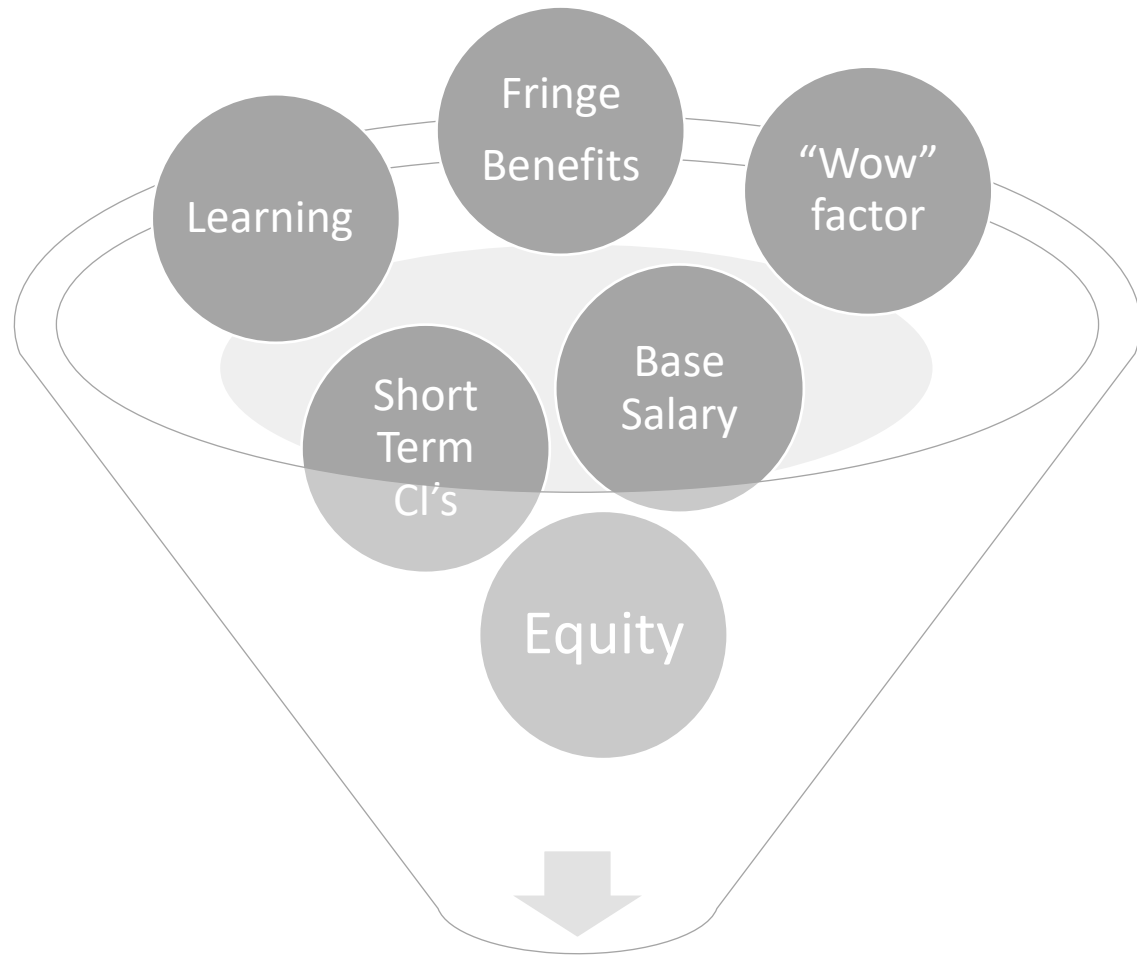 Fringe
Benefits
“Wow”
factor
Learning
Base
Salary
Short
Term
CI’s
Equity